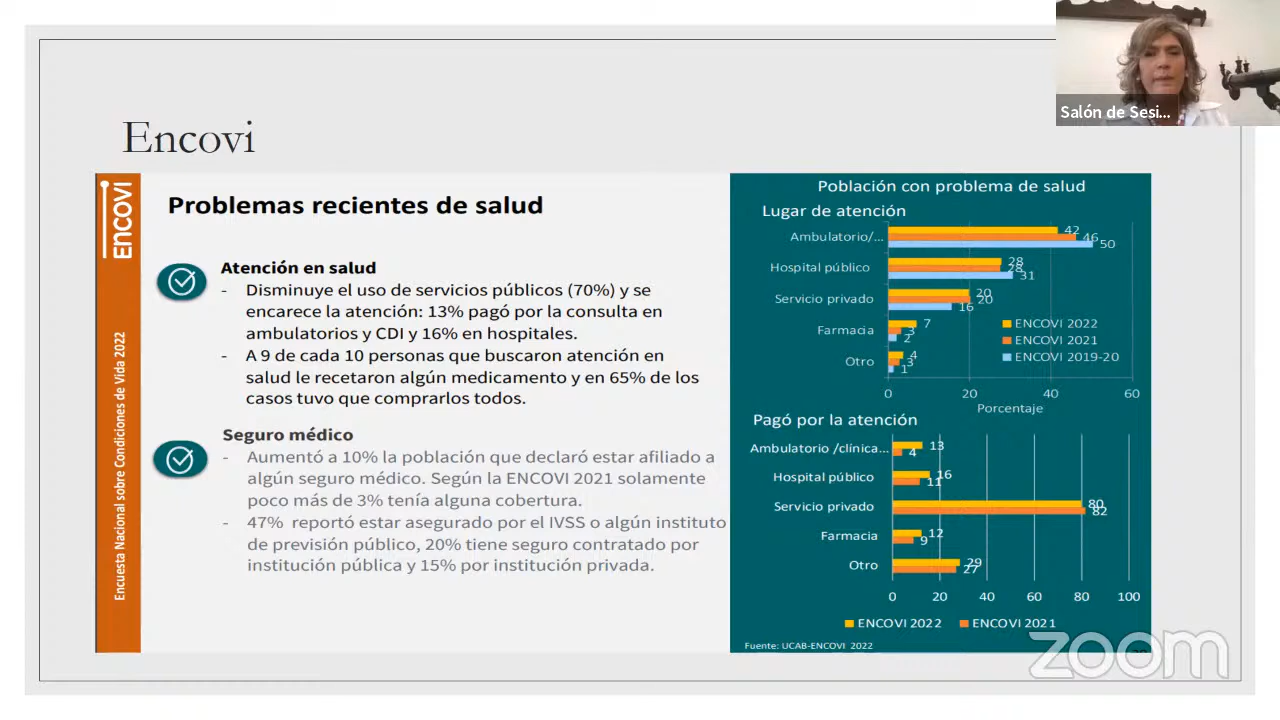 Salón de Sesi...
Encovi
ENCOVI
Encuesta Nacional sobre Condiciones de Vida 2022
Problemas recientes de salud
Atención en salud
- Disminuye el uso de servicios públicos (70%) y se
encarece la atención: 13% pagó por la consulta en
ambulatorios y CDI y 16% en hospitales.
- A 9 de cada 10 personas que buscaron atención en
salud le recetaron algún medicamento y en 65% de los
casos tuvo que comprarlos todos.
Seguro médico
- Aumentó a 10% la población que declaró estar afiliado a
algún seguro médico. Según la ENCOVI 2021 solamente
poco más de 3% tenía alguna cobertura.
- 47% reportó estar asegurado por el IVSS o algún instituto
de previsión público, 20% tiene seguro contratado por
institución pública y 15% por institución privada.
Población con problema de salud
Lugar de atención
Ambulatorio/... 42 46 50
Hospital público 28 28 31
Servicio privado 20 20 16
Farmacia 7 3 2
Otro 4 3 1
ENCOVI 2022
ENCOVI 2021
ENCOVI 2019-20
0 20 40 60
Porcentaje
Pagó por la atención
Ambulatorio /clínica... 13 4
Hospital público 16 11
Servicio privado 80 82
Farmacia 12 9
Otro 29 27
0 20 40 60 80 100
ENCOVI 2022 ENCOVI 2021
Fuente: UCAB-ENCOVI 2022
zoom